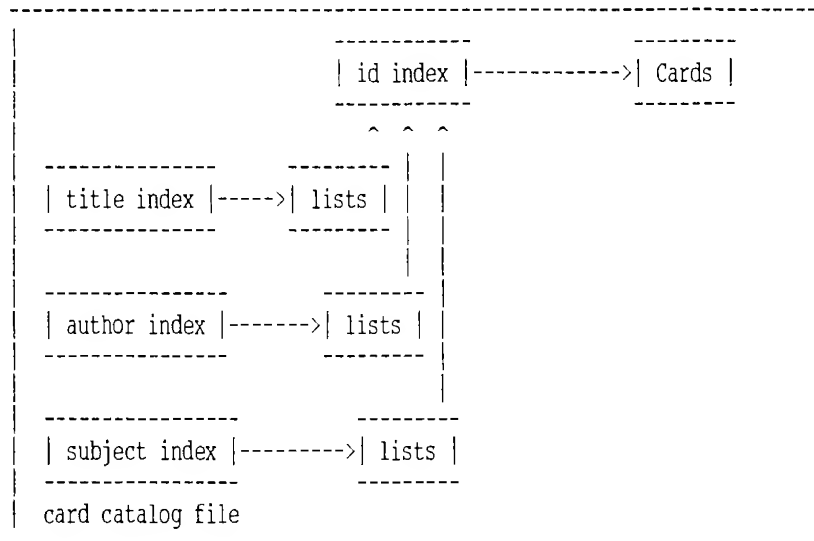 id index Cards
title index lists
author index lists
subject index lists
card catalog file